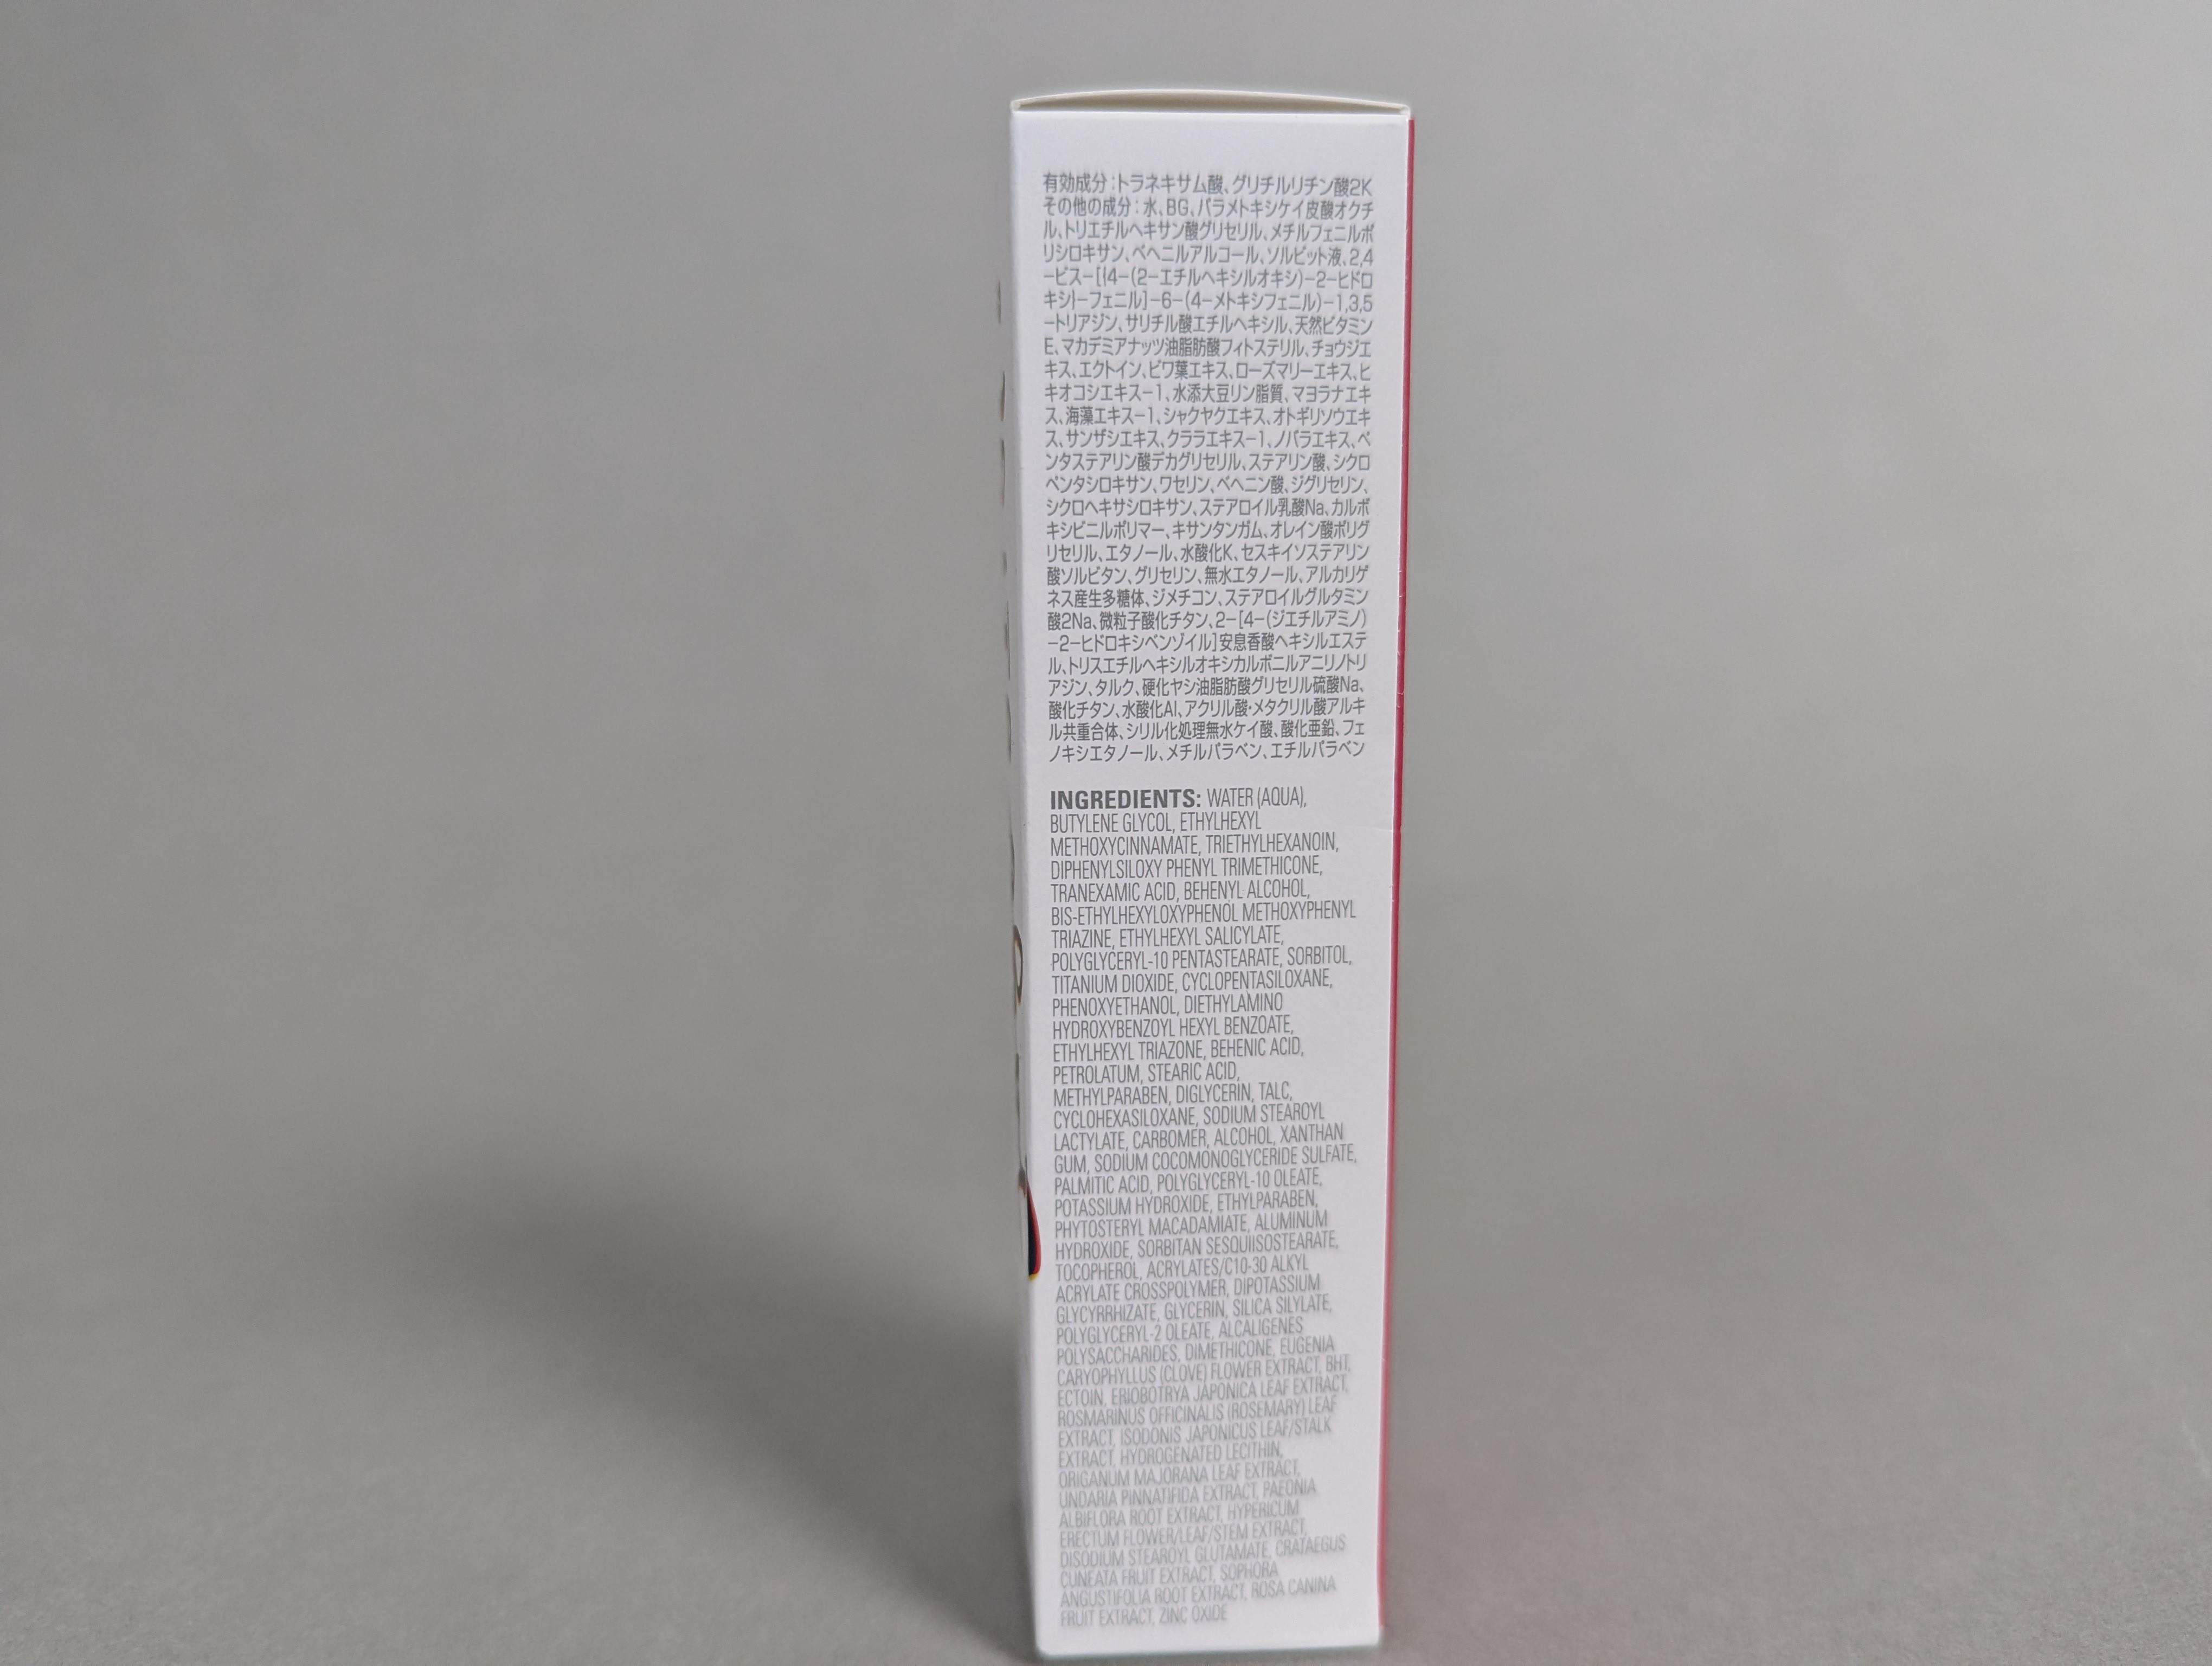 有効成分:トラネキサム酸、グリチルリチン酸2K
その他の成分:水、BG、パラメトキシケイ皮酸オクチ
ル、トリエチルヘキサン酸グリセリル、メチルフェニルポ
リシロキサン、ベヘニルアルコール、ソルビット液、2,4
-ビス-[{4-(2-エチルヘキシルオキシ)-2-ヒドロ
キシ}-フェニル]-6-(4-メトキシフェニル)-1,3,5
-トリアジン、サリチル酸エチルヘキシル、天然ビタミン
E、マカデミアナッツ油脂肪酸フィトステリル、チョウジエ
キス、エクトイン、ビワ葉エキス、ローズマリーエキス、ヒ
キオコシエキス-1、水添大豆リン脂質、マヨラナエキ
ス、海藻エキス-1、シャクヤクエキス、オトギリソウエキ
ス、サンザシエキス、クララエキス-1、ノバラエキス、ペ
ンタステアリン酸デカグリセリル、ステアリン酸、シクロ
ペンタシロキサン、ワセリン、ベヘニン酸、ジグリセリン、
シクロヘキサシロキサン、ステアロイル乳酸Na、カルボ
キシビニルポリマー、キサンタンガム、オレイン酸ポリグ
リセリル、エタノール、水酸化K、セスキイソステアリン
酸ソルビタン、グリセリン、無水エタノール、アルカリゲ
ネス産生多糖体、ジメチコン、ステアロイルグルタミン
酸2Na、微粒子酸化チタン、2-[4-(ジエチルアミノ)
-2-ヒドロキシベンゾイル]安息香酸ヘキシルエステ
ル、トリスエチルヘキシルオキシカルボニルアニリノトリ
アジン、タルク、硬化ヤシ油脂肪酸グリセリル硫酸Na、
酸化チタン、水酸化Al、アクリル酸・メタクリル酸アルキ
ル共重合体、シリル化処理無水ケイ酸、酸化亜鉛、フェ
ノキシエタノール、メチルパラベン、エチルパラベン
INGREDIENTS: WATER (AQUA),
BUTYLENE GLYCOL, ETHYLHEXYL
METHOXYCINNAMATE, TRIETHYLHEXANOIN,
DIPHENYLSILOXY PHENYL TRIMETHICONE,
TRANEXAMIC ACID, BEHENYL ALCOHOL,
BIS-ETHYLHEXYLOXYPHENOL METHOXYPHENYL
TRIAZINE, ETHYLHEXYL SALICYLATE,
POLYGLYCERYL-10 PENTASTEARATE, SORBITOL,
TITANIUM DIOXIDE, CYCLOPENTASILOXANE,
PHENOXYETHANOL, DIETHYLAMINO
HYDROXYBENZOYL HEXYL BENZOATE,
ETHYLHEXYL TRIAZONE, BEHENIC ACID,
PETROLATUM, STEARIC ACID,
METHYLPARABEN, DIGLYCERIN, TALC,
CYCLOHEXASILOXANE, SODIUM STEAROYL
LACTYLATE, CARBOMER, ALCOHOL, XANTHAN
GUM, SODIUM COCOMONOGLYCERIDE SULFATE,
PALMITIC ACID, POLYGLYCERYL-10 OLEATE,
POTASSIUM HYDROXIDE, ETHYLPARABEN,
PHYTOSTERYL MACADAMIATE, ALUMINUM
HYDROXIDE, SORBITAN SESQUIISOSTEARATE,
TOCOPHEROL, ACRYLATES/C10-30 ALKYL
ACRYLATE CROSSPOLYMER, DIPOTASSIUM
GLYCYRRHIZATE, GLYCERIN, SILICA SILYLATE,
POLYGLYCERYL-2 OLEATE, ALCALIGENES
POLYSACCHARIDES, DIMETHICONE, EUGENIA
CARYOPHYLLUS (CLOVE) FLOWER EXTRACT, BHT,
ECTOIN, ERIOBOTRYA JAPONICA LEAF EXTRACT,
ROSMARINUS OFFICINALIS (ROSEMARY) LEAF
EXTRACT, ISODONIS JAPONICUS LEAF/STALK
EXTRACT, HYDROGENATED LECITHIN,
ORIGANUM MAJORANA LEAF EXTRACT,
UNDARIA PINNATIFIDA EXTRACT, PAEONIA
ALBIFLORA ROOT EXTRACT, HYPERICUM
ERECTUM FLOWER/LEAF/STEM EXTRACT,
DISODIUM STEAROYL GLUTAMATE, CRATAEGUS
CUNEATA FRUIT EXTRACT, SOPHORA
ANGUSTIFOLIA ROOT EXTRACT, ROSA CANINA
FRUIT EXTRACT, ZINC OXIDE